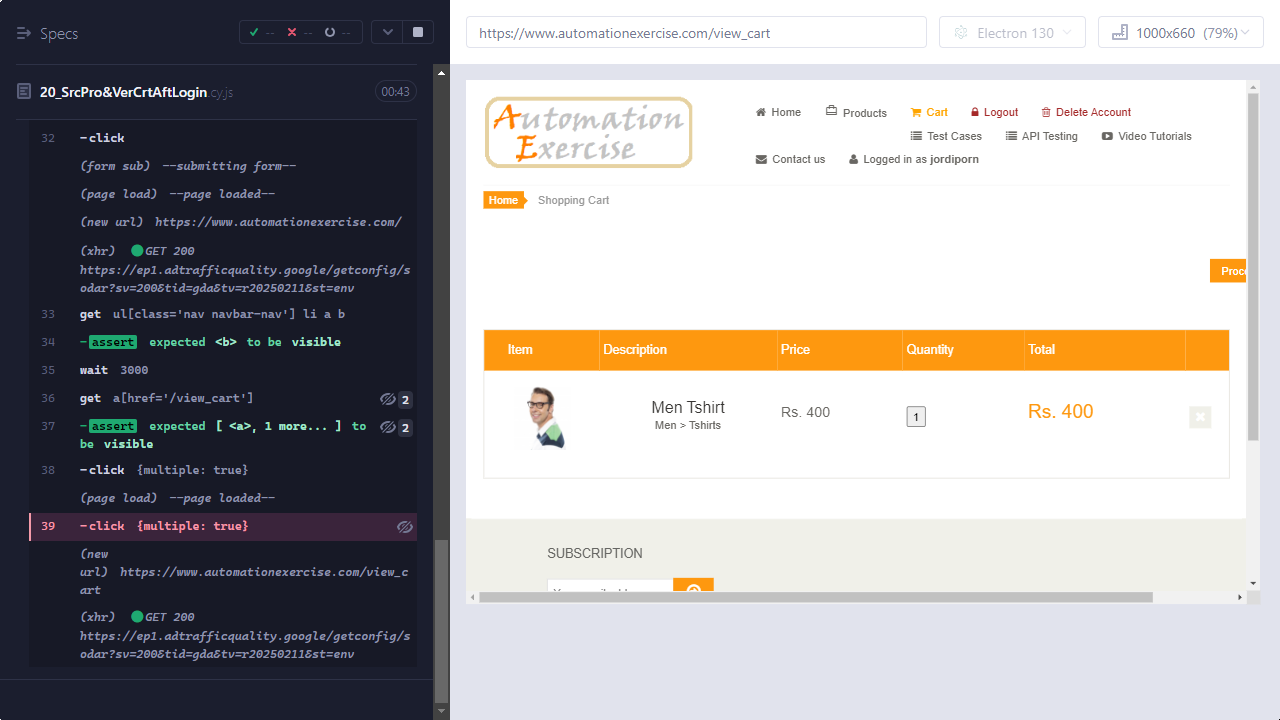 Specs
--
--
--
20_SrcPro&VerCrtAftLogin.cy.js
00:43
32 -click
(form sub) --submitting form--
(page load) --page loaded--
(new url) https://www.automationexercise.com/
(xhr) GET 200
https://ep1.adtrafficquality.google/getconfig/s
odar?sv=200&tid=gda&tv=r20250211&st=env
33 get ul[class='nav navbar-nav'] li a b
34 -assert expected <b> to be visible
35 wait 3000
36 get a[href='/view_cart'] 2
37 -assert expected [ <a>, 1 more... ] to 2
be visible
38 -click {multiple: true}
(page load) --page loaded--
39 -click {multiple: true}
(new
url) https://www.automationexercise.com/view_c
art
(xhr) GET 200
https://ep1.adtrafficquality.google/getconfig/s
odar?sv=200&tid=gda&tv=r20250211&st=env
https://www.automationexercise.com/view_cart
Electron 130
1000x660 (79%)
Automation
Exercise
Home Products Cart Logout Delete Account
Test Cases API Testing Video Tutorials
Contact us Logged in as jordiporn
Home Shopping Cart
Proc
Item Description Price Quantity Total
Men Tshirt Rs. 400 1 Rs. 400
Men > Tshirts
SUBSCRIPTION